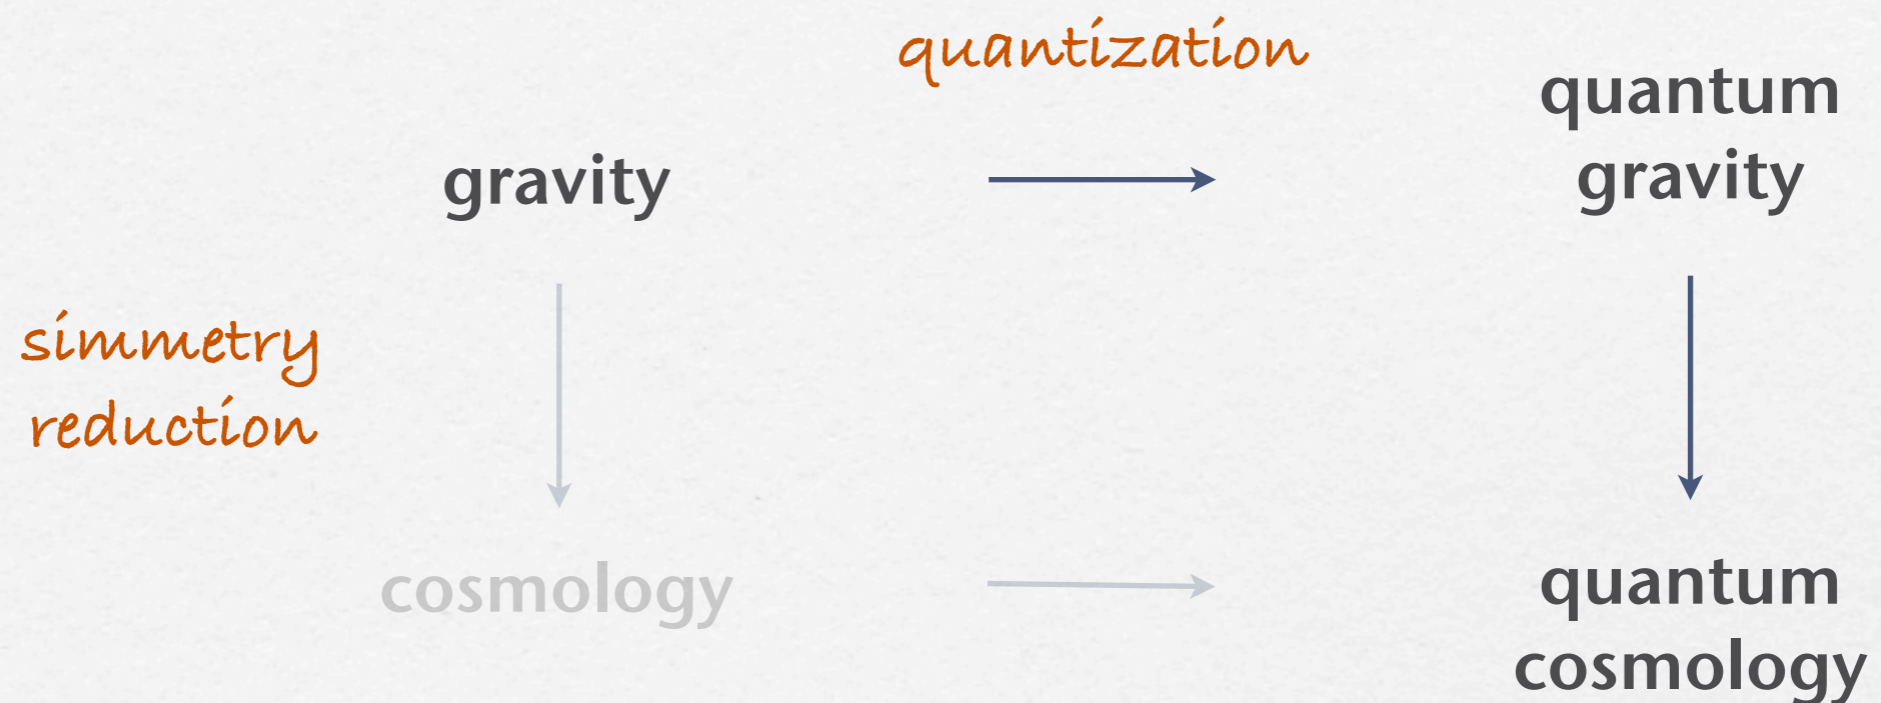 quantization
gravity
quantum
gravity
simmetry
reduction
cosmology
quantum
cosmology